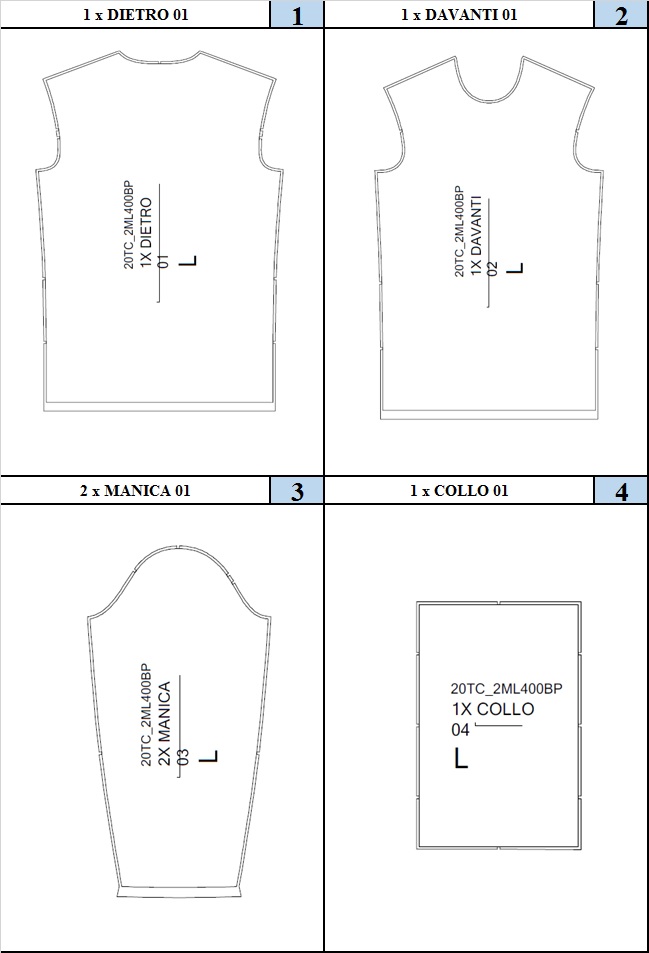 1 x DIETRO 01
1
1 x DAVANTI 01
2
20TC_2ML400BP
1X DIETRO
01
L
20TC_2ML400BP
1X DAVANTI
02
L
2 x MANICA 01
3
1 x COLLO 01
4
20TC_2ML400BP
2X MANICA
03
L
20TC_2ML400BP
1X COLLO
04
L